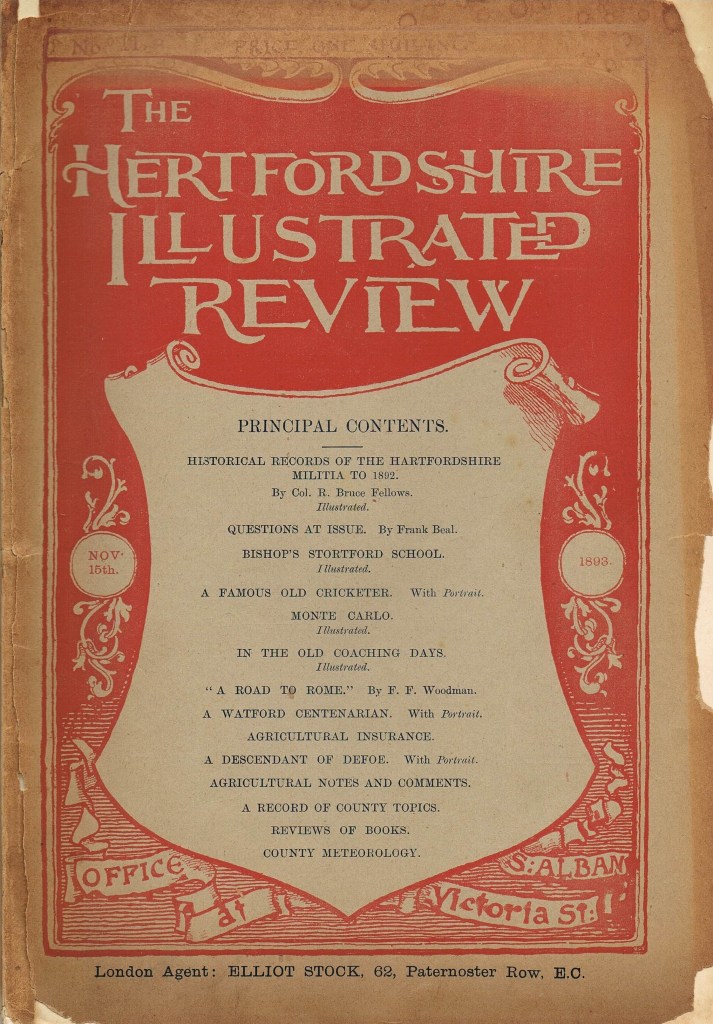 No. 11.
PRICE ONE SHILLING
THE
HERTFORDSHIRE
ILLUSTRATED
REVIEW
PRINCIPAL CONTENTS.
HISTORICAL RECORDS OF THE HARTFORDSHIRE
MILITIA TO 1892.
By Col. R. Bruce Fellows.
Illustrated.
QUESTIONS AT ISSUE. By Frank Beal.
BISHOP'S STORTFORD SCHOOL.
Illustrated.
A FAMOUS OLD CRICKETER. With Portrait.
MONTE CARLO.
Illustrated.
IN THE OLD COACHING DAYS.
Illustrated.
"A ROAD TO ROME." By F. F. Woodman.
A WATFORD CENTENARIAN. With Portrait.
AGRICULTURAL INSURANCE.
A DESCENDANT OF DEFOE. With Portrait.
AGRICULTURAL NOTES AND COMMENTS.
A RECORD OF COUNTY TOPICS.
REVIEWS OF BOOKS.
COUNTY METEOROLOGY.
NOV.
15th.
1893.
OFFICE
at
Victoria St:
S: ALBAN
London Agent: ELLIOT STOCK, 62, Paternoster Row, E.C.